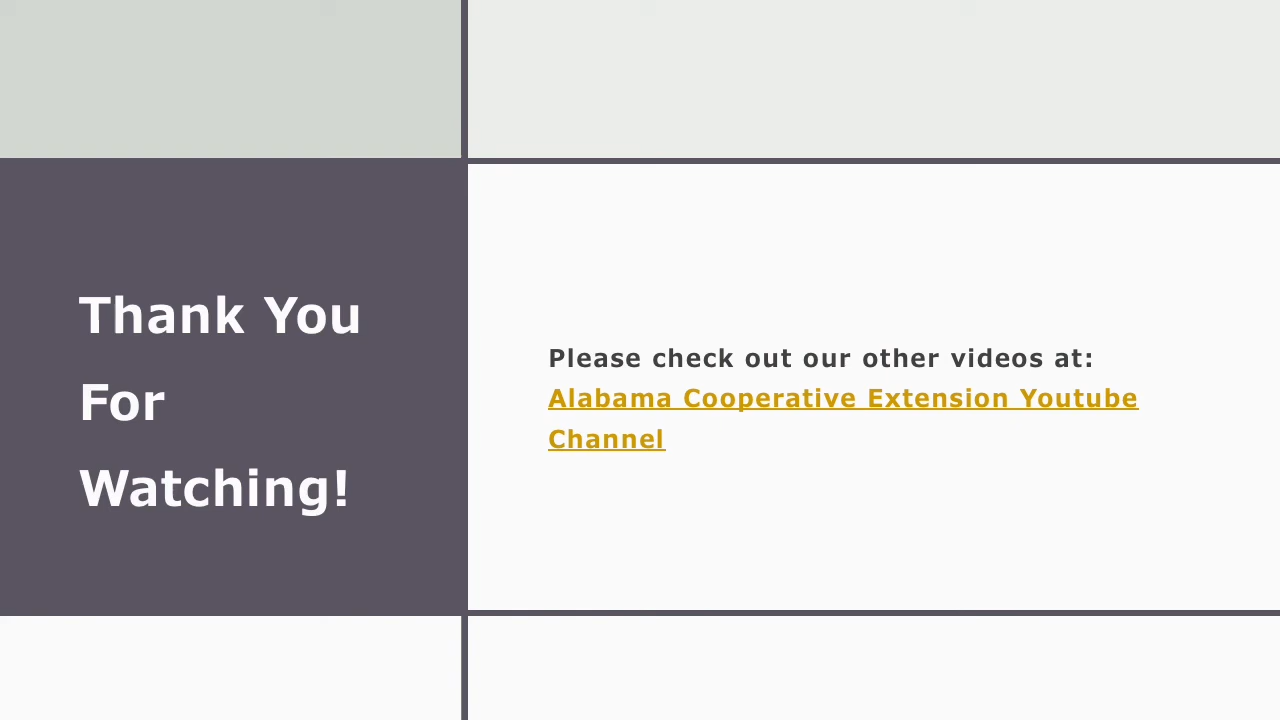 Thank You
For
Watching!
Please check out our other videos at:
Alabama Cooperative Extension Youtube
Channel